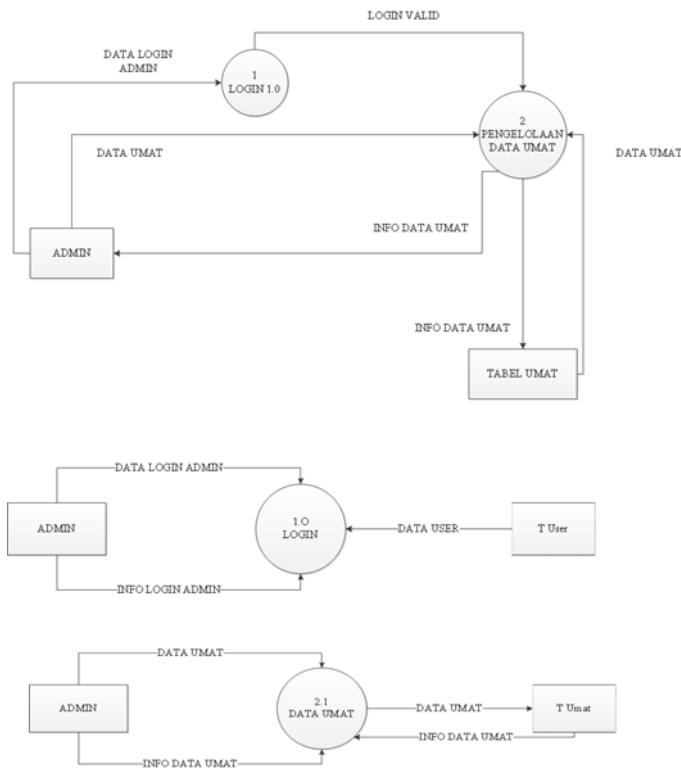 LOGIN VALID
DATA LOGIN
ADMIN
1
LOGIN 1.0
2
PENGELOLAAN
DATA UMAT
DATA UMAT
DATA UMAT
INFO DATA UMAT
ADMIN
INFO DATA UMAT
TABEL UMAT
DATA LOGIN ADMIN
ADMIN
1.O
LOGIN
DATA USER
T User
INFO LOGIN ADMIN
DATA UMAT
ADMIN
2.1
DATA UMAT
DATA UMAT
T Umat
INFO DATA UMAT
INFO DATA UMAT